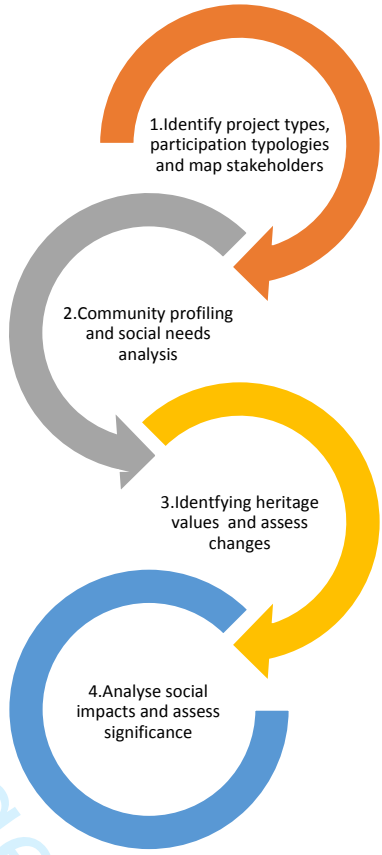 1.Identify project types,
participation typologies
and map stakeholders
2.Community profiling
and social needs
analysis
3.Identfying heritage
values and assess
changes
4.Analyse social
impacts and assess
significance